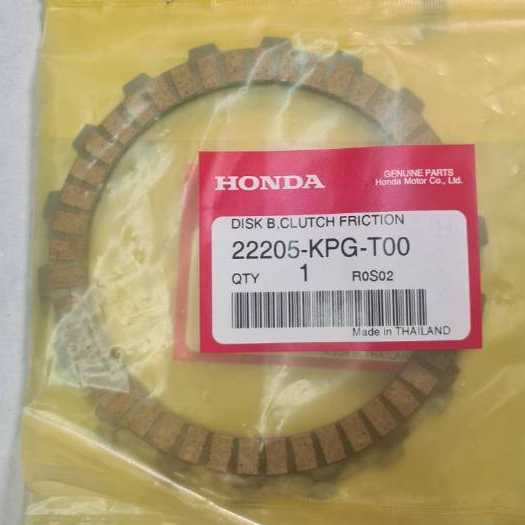 HONDA
GENUINE PARTS
Honda Motor Co., Ltd.
DISK B,CLUTCH FRICTION
22205-KPG-T00
QTY 1 R0S02
Made in THAILAND